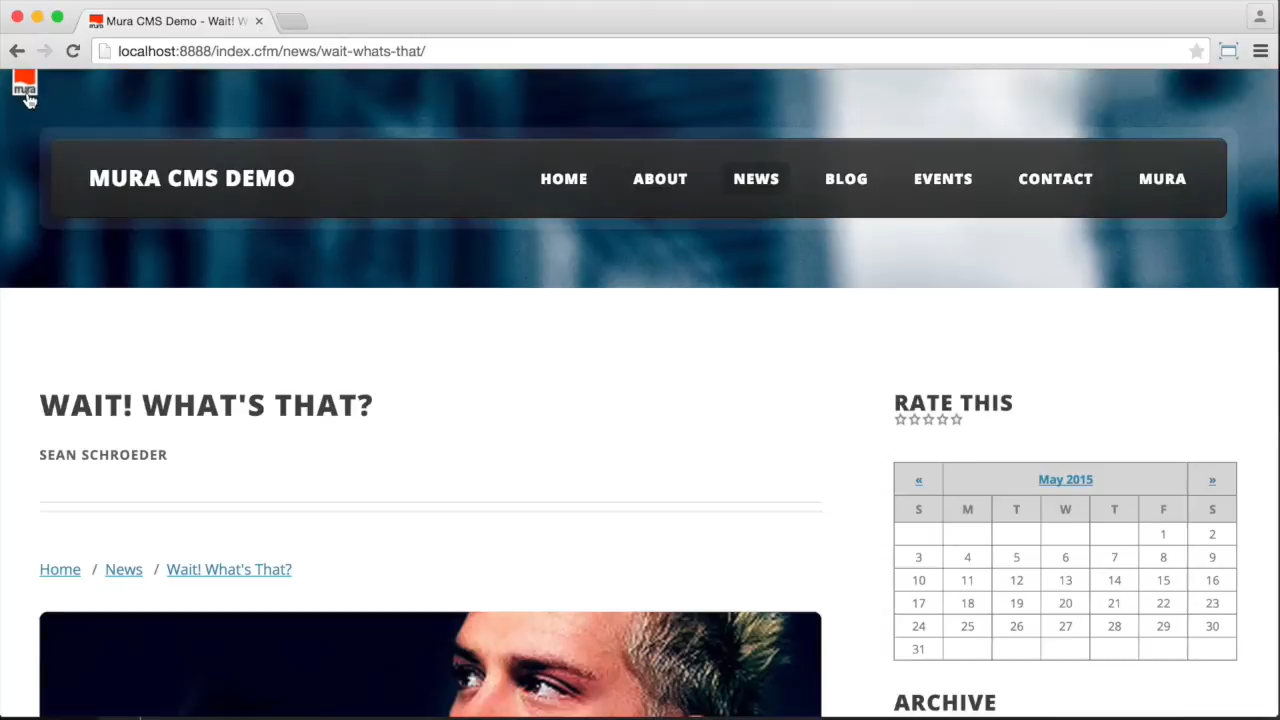 Mura CMS Demo - Wait! W
localhost:8888/index.cfm/news/wait-whats-that/
mura
MURA CMS DEMO HOME ABOUT NEWS BLOG EVENTS CONTACT MURA
WAIT! WHAT'S THAT?
SEAN SCHROEDER
Home / News / Wait! What's That?
RATE THIS
« May 2015 »
S M T W T F S
1 2
3 4 5 6 7 8 9
10 11 12 13 14 15 16
17 18 19 20 21 22 23
24 25 26 27 28 29 30
31
ARCHIVE